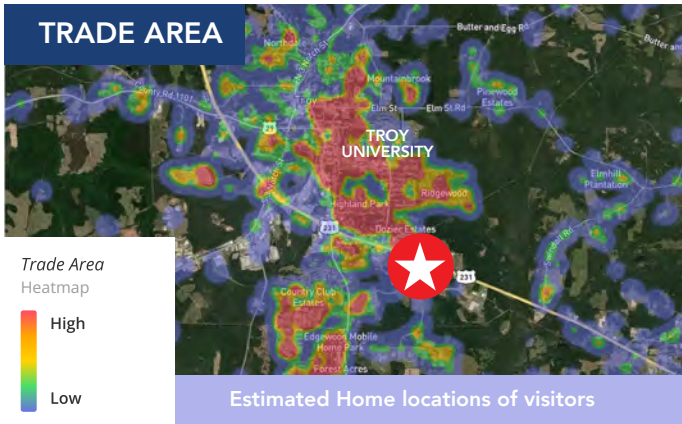 TRADE AREA
Butter and Egg Rd
Northdale
Mountainbrook
Pinewood
Estates
Troy
Elm St
Elm St Rd
TROY
UNIVERSITY
Elmhill
Plantation
Ridgewood
Highland Park
231
Dozier Estates
231
Trade Area
Heatmap
High
Low
Country Club
Estates
Edgewood Mobile
Home Park
Forest Acres
Estimated Home locations of visitors